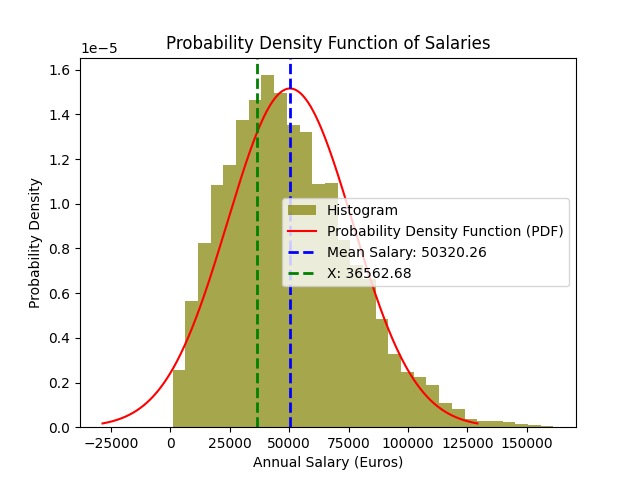 Probability Density Function of Salaries
1e−5
1.6
1.4
1.2
1.0
0.8
0.6
0.4
0.2
0.0
Probability Density
Histogram
Probability Density Function (PDF)
Mean Salary: 50320.26
X: 36562.68
−25000 0 25000 50000 75000 100000 125000 150000
Annual Salary (Euros)